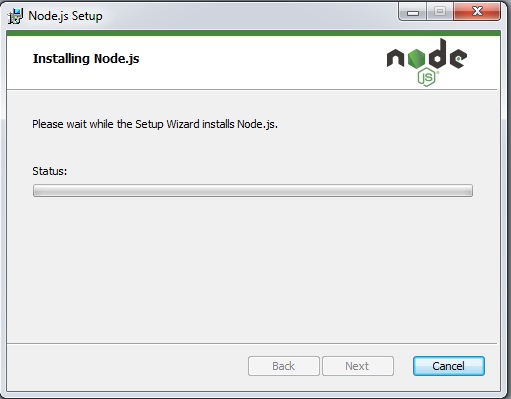 Node.js Setup
Installing Node.js
node
JS
Please wait while the Setup Wizard installs Node.js.
Status:
Back
Next
Cancel